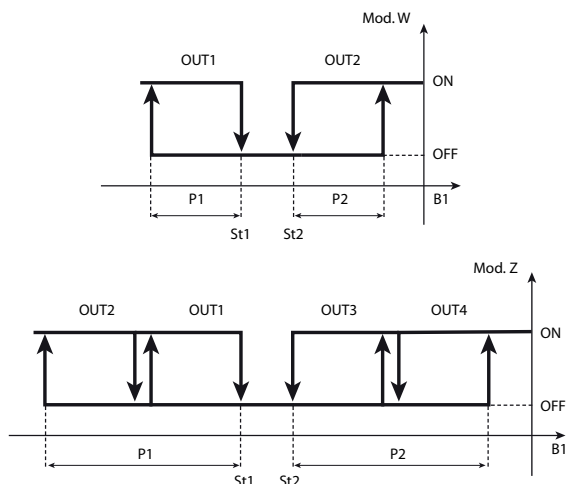 Mod. W
OUT1 OUT2
ON
OFF
P1 P2 B1
St1 St2
Mod. Z
OUT2 OUT1 OUT3 OUT4
ON
OFF
P1 P2 B1
St1 St2